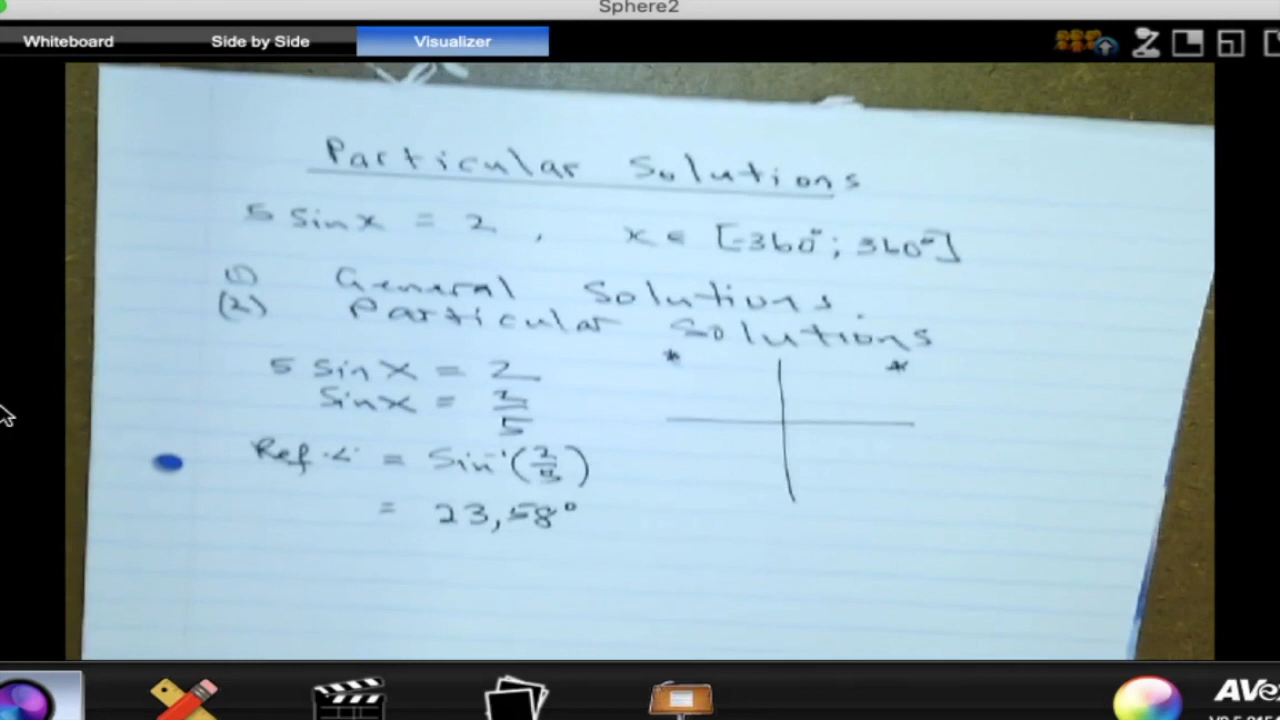 Sphere2
Whiteboard Side by Side Visualizer
Particular Solutions
5 sin x = 2 , x ∈ [-360° ; 360°]
(1) General Solutions.
(2) Particular Solutions
5 sin x = 2
sin x = 2/5
Ref ∠ = sin⁻¹(2/5)
= 23,58°
* *